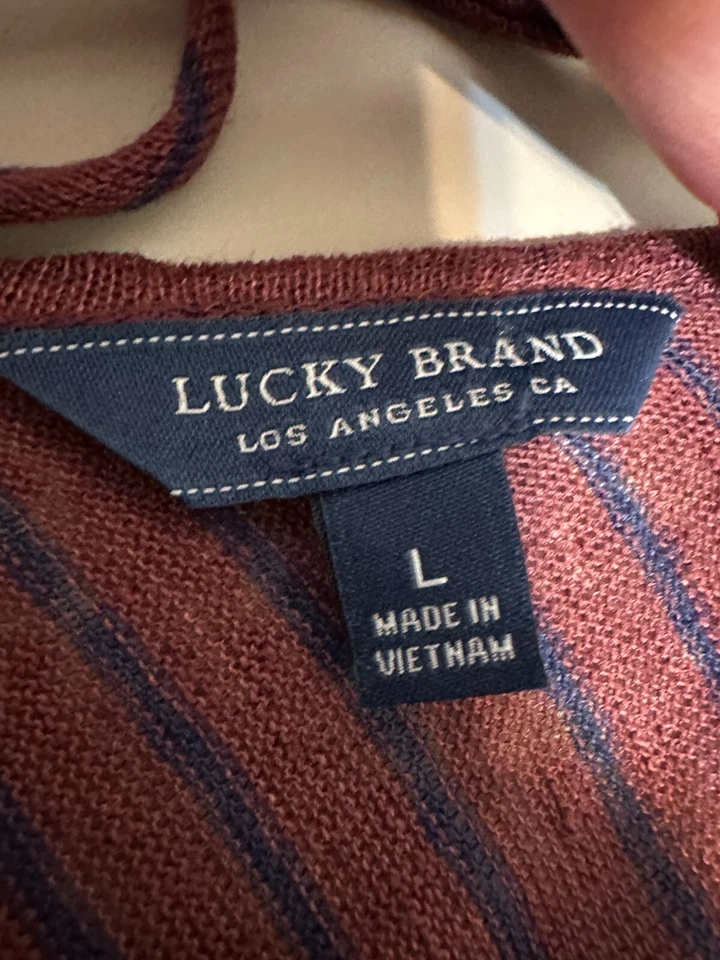 LUCKY BRAND
LOS ANGELES CA
L
MADE IN
VIETNAM